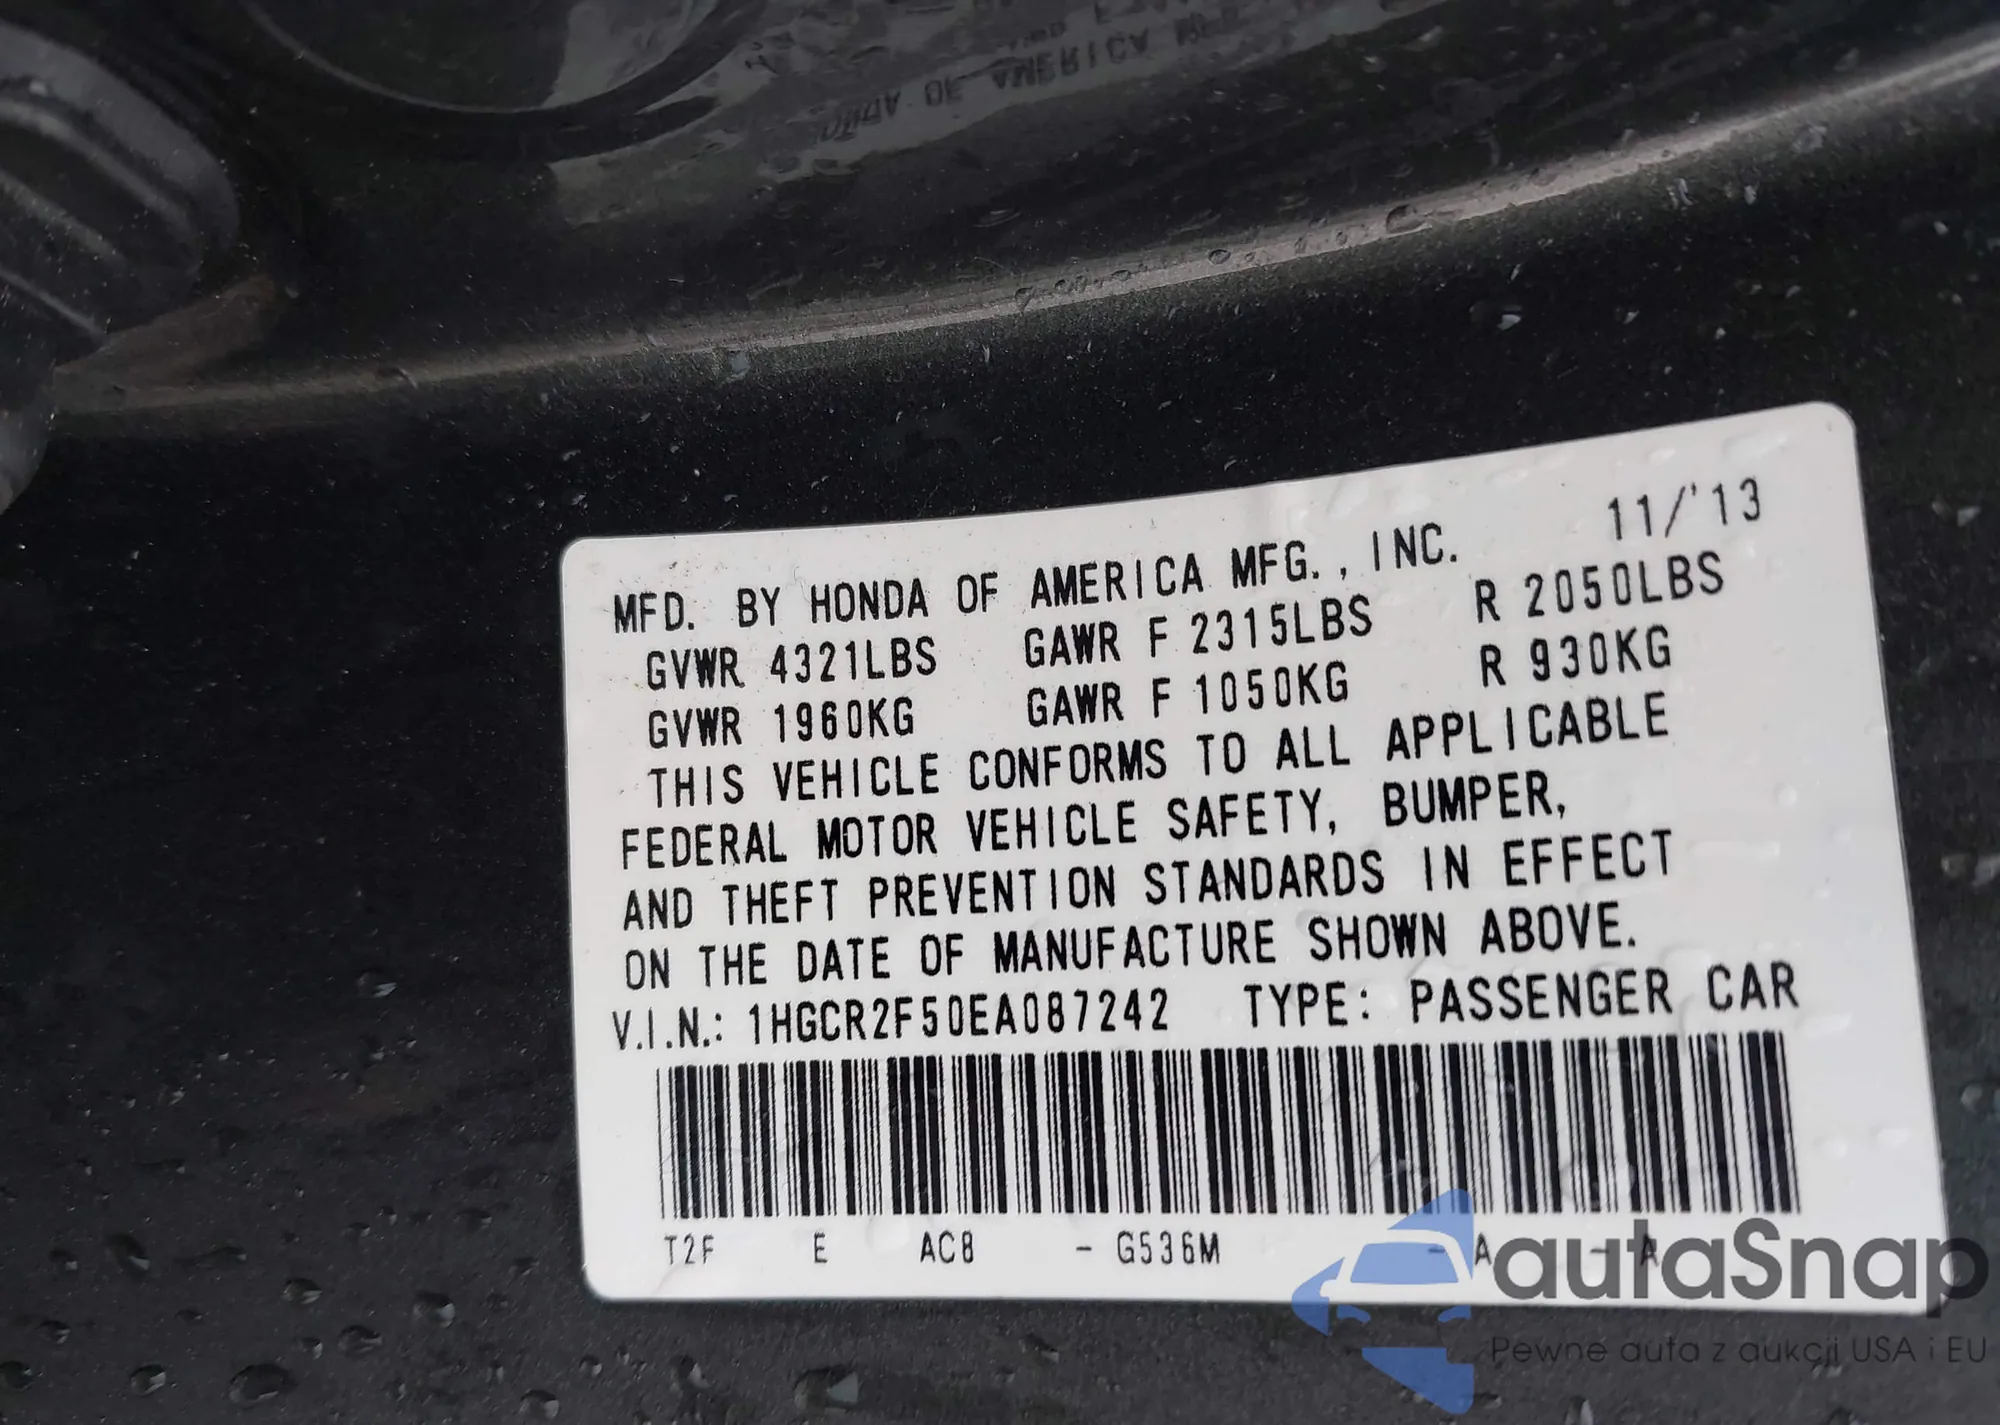 MFD. BY HONDA OF AMERICA MFG., INC. 11/'13
GVWR 4321LBS GAWR F 2315LBS R 2050LBS
GVWR 1960KG GAWR F 1050KG R 930KG
THIS VEHICLE CONFORMS TO ALL APPLICABLE
FEDERAL MOTOR VEHICLE SAFETY, BUMPER,
AND THEFT PREVENTION STANDARDS IN EFFECT
ON THE DATE OF MANUFACTURE SHOWN ABOVE.
V.I.N.: 1HGCR2F50EA087242 TYPE: PASSENGER CAR
T2F E AC8 - G536M - A - A
autaSnap
Pewne auta z aukcji USA i EU